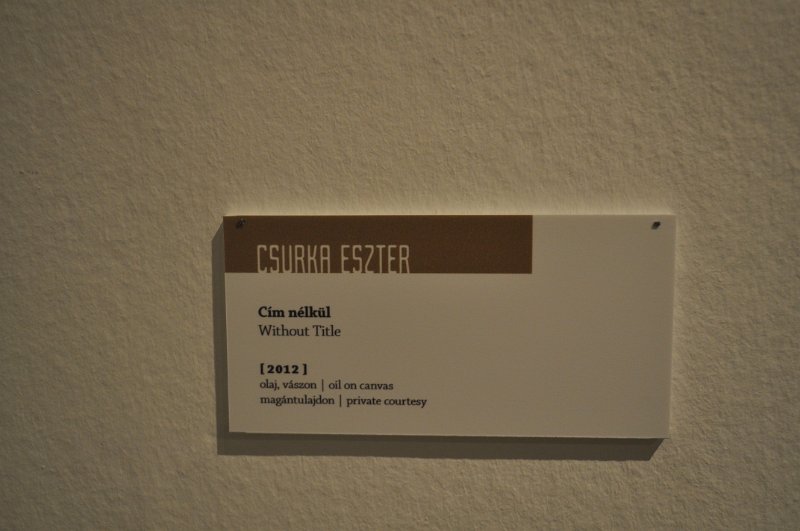 CSURKA ESZTER
Cím nélkül
Without Title
[2012]
olaj, vászon | oil on canvas
magántulajdon | private courtesy